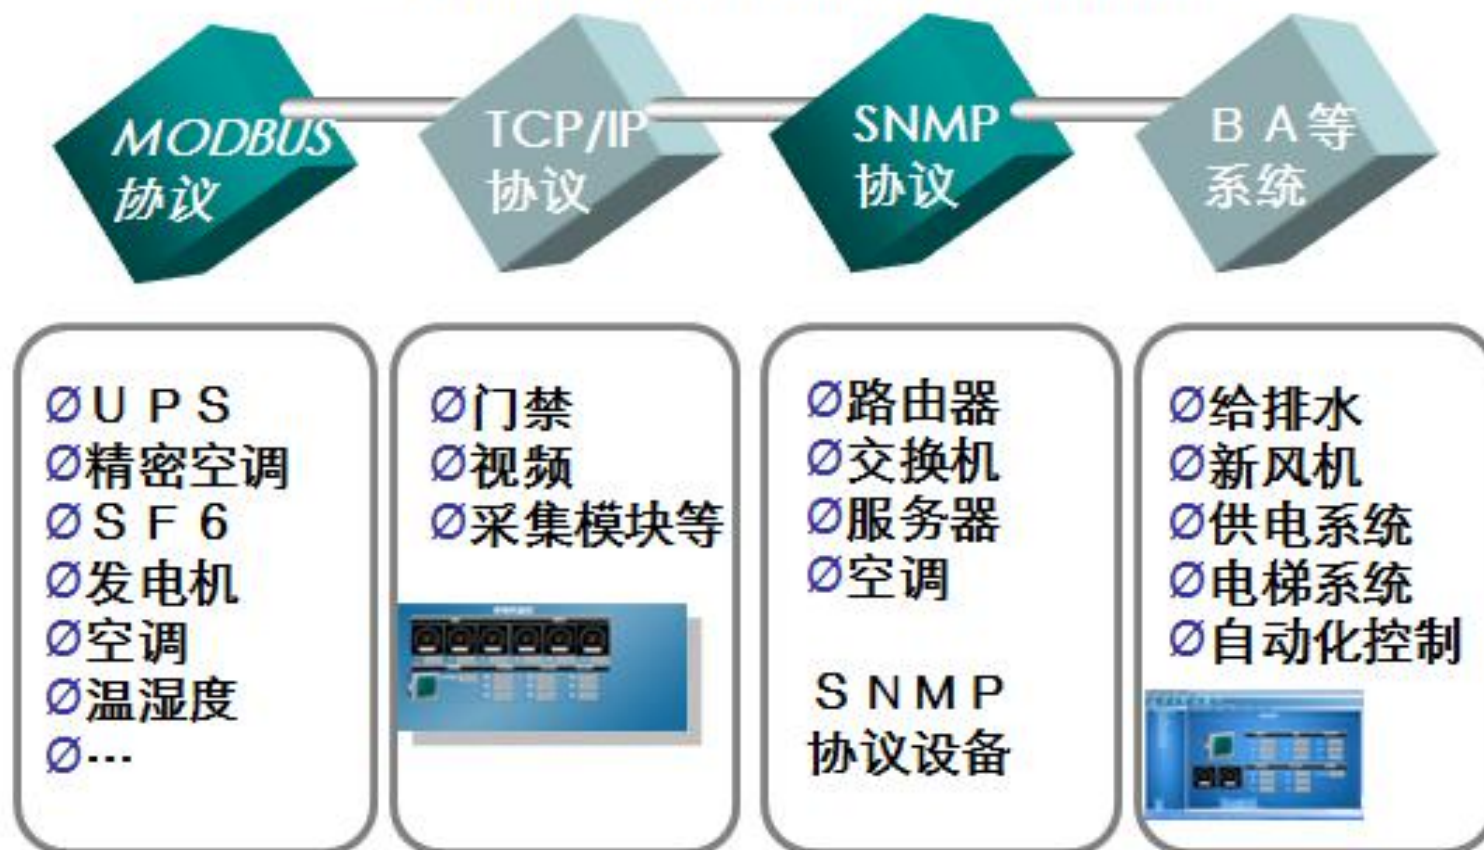 MODBUS
协议
TCP/IP
协议
SNMP
协议
BA等
系统
ØUPS
Ø精密空调
ØSF6
Ø发电机
Ø空调
Ø温湿度
Ø…
Ø门禁
Ø视频
Ø采集模块等
Ø路由器
Ø交换机
Ø服务器
Ø空调
SNMP
协议设备
Ø给排水
Ø新风机
Ø供电系统
Ø电梯系统
Ø自动化控制